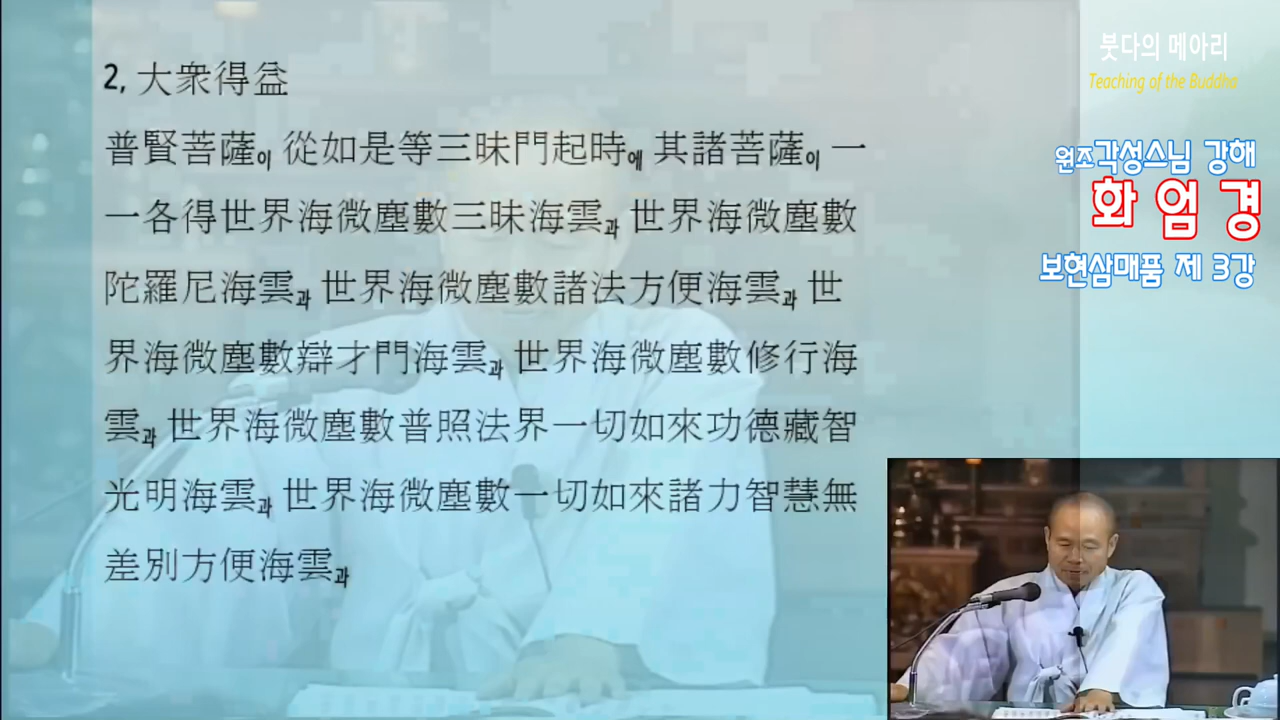 2, 大衆得益
普賢菩薩이 從如是等三昧門起時에 其諸菩薩이 一
一各得世界海微塵數三昧海雲과 世界海微塵數
陀羅尼海雲과 世界海微塵數諸法方便海雲과 世
界海微塵數辯才門海雲과 世界海微塵數修行海
雲과 世界海微塵數普照法界一切如來功德藏智
光明海雲과 世界海微塵數一切如來諸力智慧無
差別方便海雲과
붓다의 메아리
Teaching of the Buddha
원조각성스님 강해
화엄경
보현삼매품 제 3강